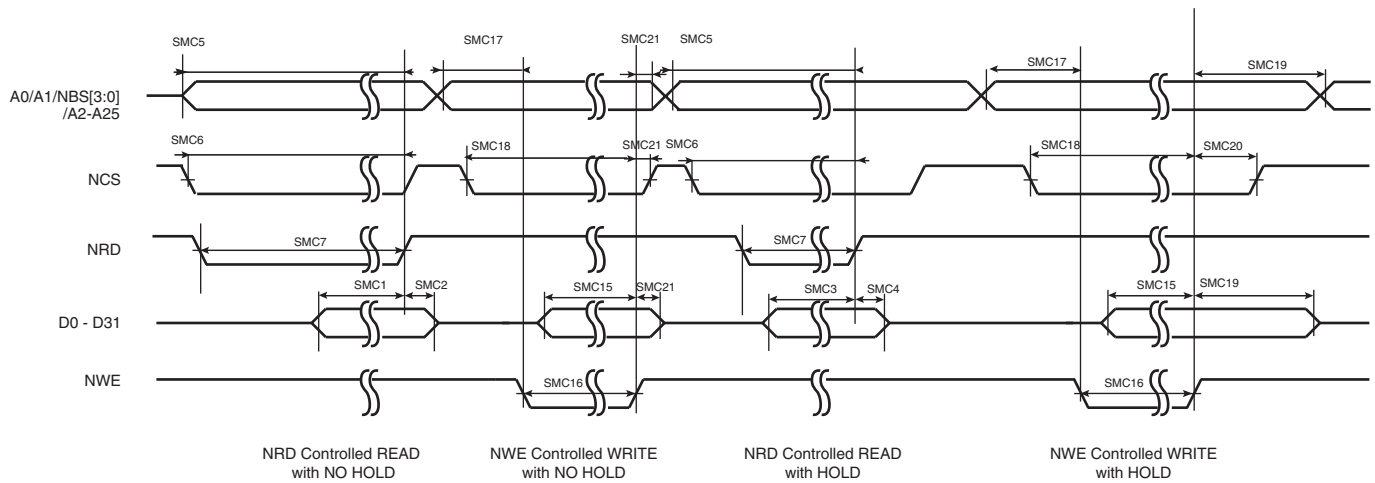 SMC5 SMC17 SMC21 SMC5 SMC17 SMC19
A0/A1/NBS[3:0]
/A2-A25
SMC6 SMC18 SMC21 SMC6 SMC18 SMC20
NCS
NRD SMC7 SMC7
SMC1 SMC2 SMC15 SMC21 SMC3 SMC4 SMC15 SMC19
D0 - D31
NWE SMC16 SMC16
NRD Controlled READ
with NO HOLD
NWE Controlled WRITE
with NO HOLD
NRD Controlled READ
with HOLD
NWE Controlled WRITE
with HOLD